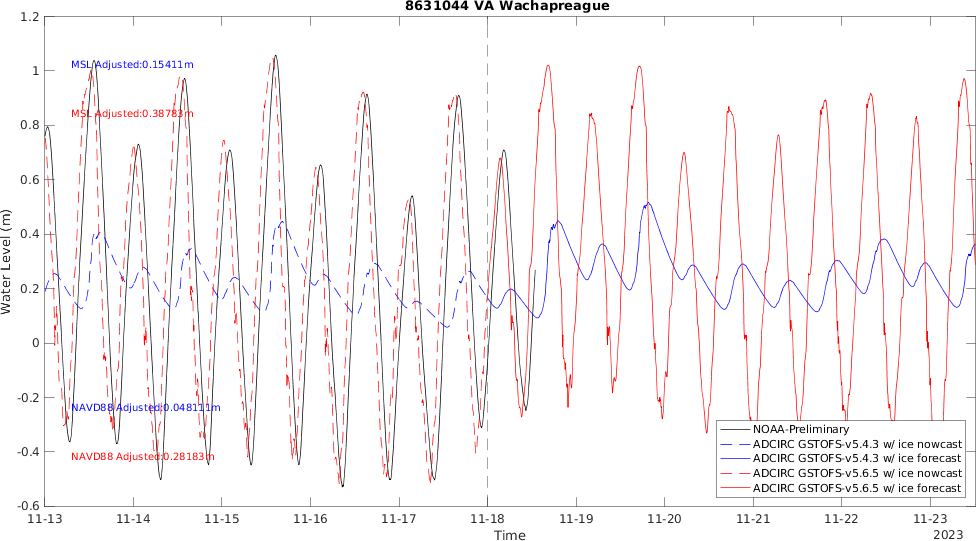 8631044 VA Wachapreague
1.2
1
0.8
0.6
0.4
0.2
0
-0.2
-0.4
-0.6
Water Level (m)
MSL Adjusted:0.15411m
MSL Adjusted:0.38783m
NAVD88 Adjusted:0.048111m
NAVD88 Adjusted:0.28183m
NOAA-Preliminary
ADCIRC GSTOFS-v5.4.3 w/ ice nowcast
ADCIRC GSTOFS-v5.4.3 w/ ice forecast
ADCIRC GSTOFS-v5.6.5 w/ ice nowcast
ADCIRC GSTOFS-v5.6.5 w/ ice forecast
11-13 11-14 11-15 11-16 11-17 11-18 11-19 11-20 11-21 11-22 11-23
Time
2023